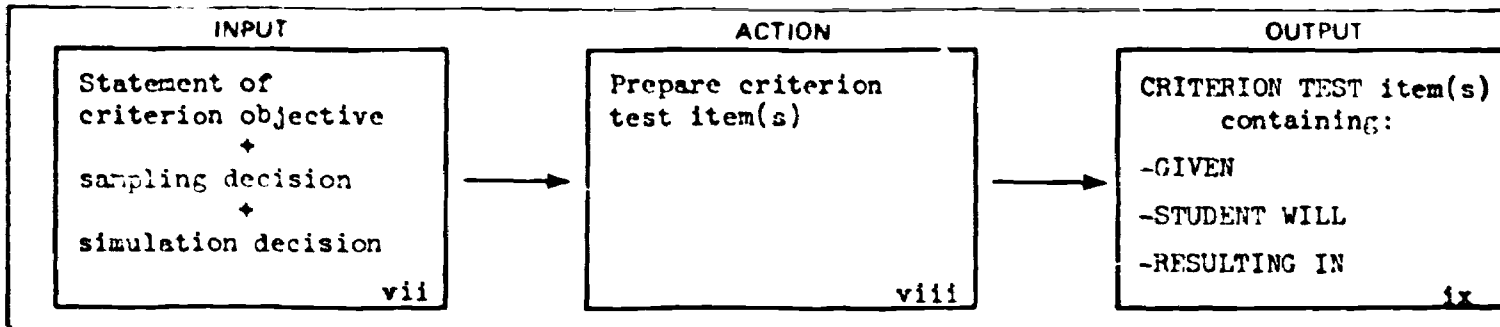 INPUT
Statement of
criterion objective
+
sampling decision
+
simulation decision
vii
ACTION
Prepare criterion
test item(s)
viii
OUTPUT
CRITERION TEST item(s)
containing:
-GIVEN
-STUDENT WILL
-RESULTING IN
ix